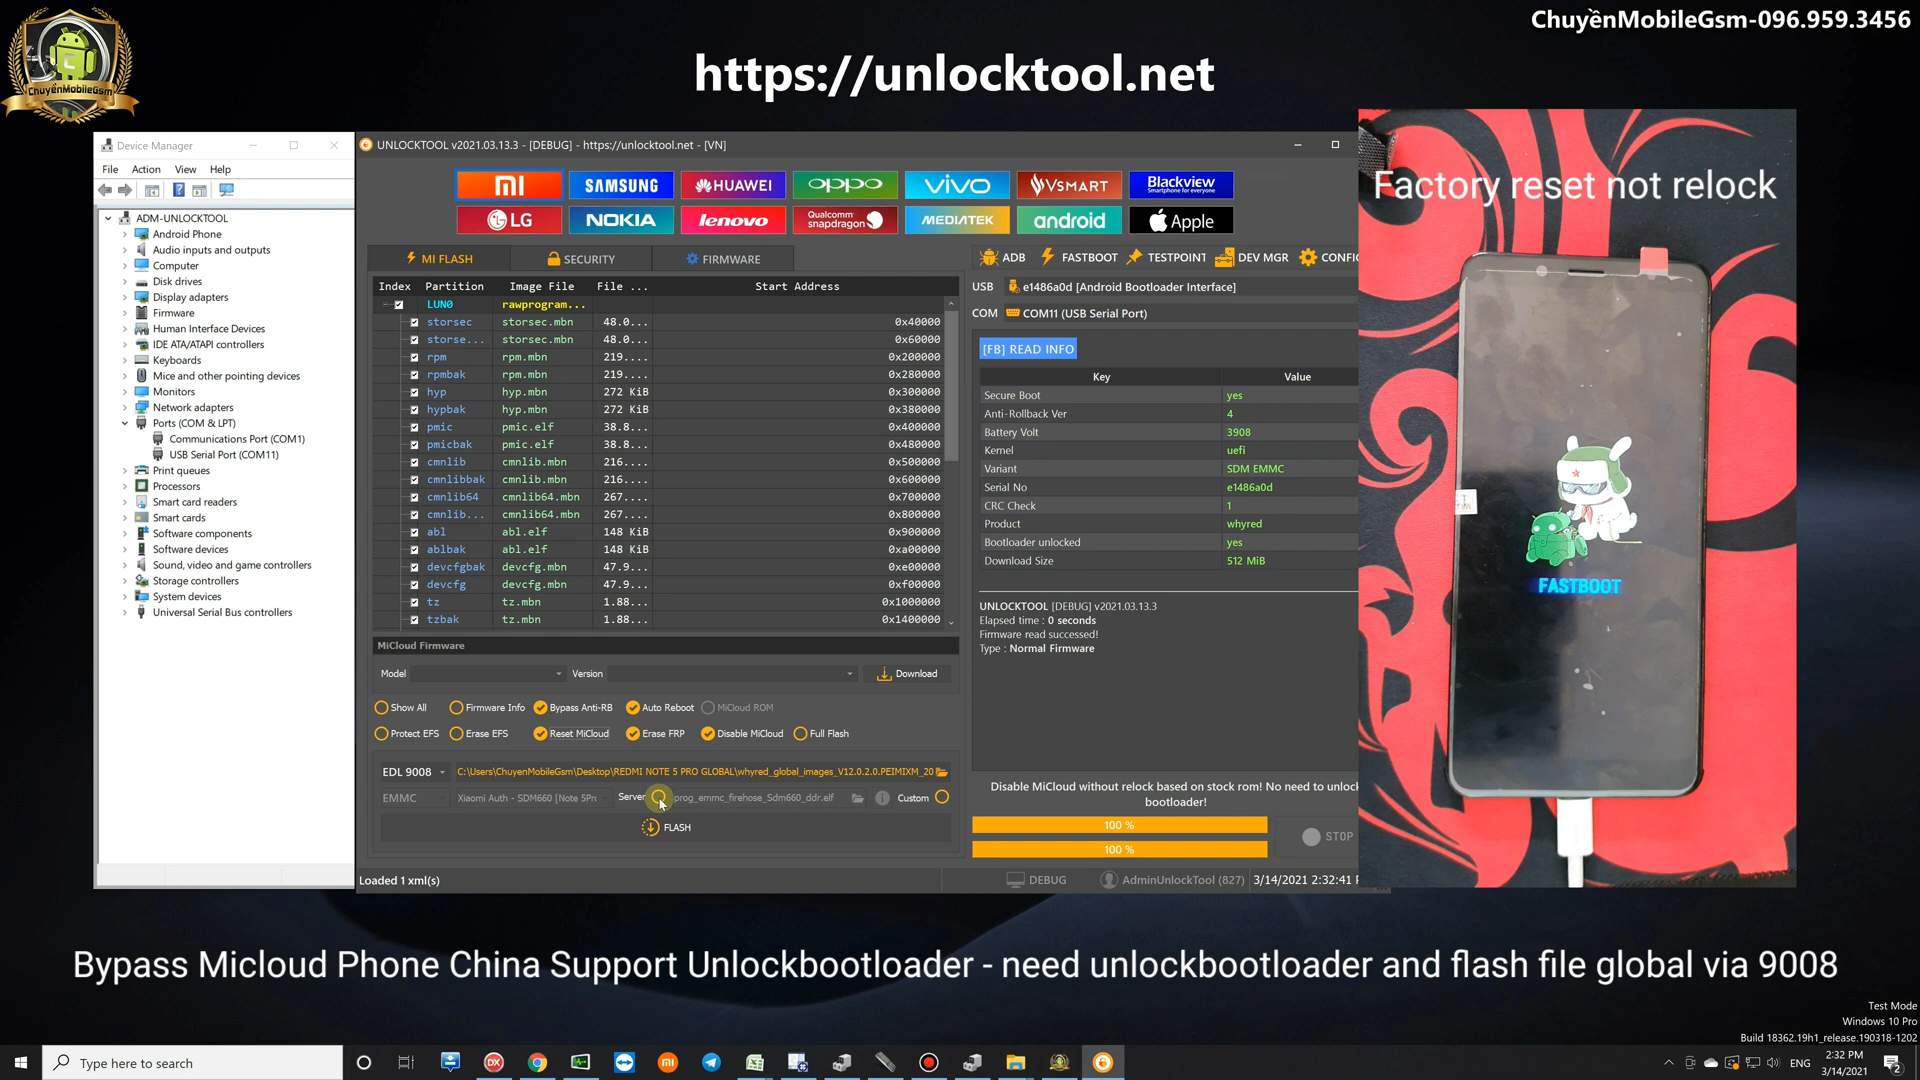 ChuyềnMobileGsm-096.959.3456
ChuyềnMobileGsm
https://unlocktool.net
Device Manager
File Action View Help
ADM-UNLOCKTOOL
Android Phone
Audio inputs and outputs
Computer
Disk drives
Display adapters
Firmware
Human Interface Devices
IDE ATA/ATAPI controllers
Keyboards
Mice and other pointing devices
Monitors
Network adapters
Ports (COM & LPT)
Communications Port (COM1)
USB Serial Port (COM11)
Print queues
Processors
Smart card readers
Smart cards
Software components
Software devices
Sound, video and game controllers
Storage controllers
System devices
Universal Serial Bus controllers
UNLOCKTOOL v2021.03.13.3 - [DEBUG] - https://unlocktool.net - [VN]
MI SAMSUNG HUAWEI OPPO VIVO VSMART Blackview Smartphone for everyone
LG NOKIA lenovo Qualcomm snapdragon MEDIATEK android Apple
MI FLASH SECURITY FIRMWARE
Index Partition Image File File ... Start Address
LUN0 rawprogram...
storsec storsec.mbn 48.0... 0x40000
storse... storsec.mbn 48.0... 0x60000
rpm rpm.mbn 219.... 0x200000
rpmbak rpm.mbn 219.... 0x280000
hyp hyp.mbn 272 KiB 0x300000
hypbak hyp.mbn 272 KiB 0x380000
pmic pmic.elf 38.8... 0x400000
pmicbak pmic.elf 38.8... 0x480000
cmnlib cmnlib.mbn 216.... 0x500000
cmnlibbak cmnlib.mbn 216.... 0x600000
cmnlib64 cmnlib64.mbn 267.... 0x700000
cmnlib... cmnlib64.mbn 267.... 0x800000
abl abl.elf 148 KiB 0x900000
ablbak abl.elf 148 KiB 0xa00000
devcfgbak devcfg.mbn 47.9... 0xe00000
devcfg devcfg.mbn 47.9... 0xf00000
tz tz.mbn 1.88... 0x1000000
tzbak tz.mbn 1.88... 0x1400000
MiCloud Firmware
Model Version Download
Show All Firmware Info Bypass Anti-RB Auto Reboot MiCloud ROM
Protect EFS Erase EFS Reset MiCloud Erase FRP Disable MiCloud Full Flash
EDL 9008 C:\Users\ChuyenMobileGsm\Desktop\REDMI NOTE 5 PRO GLOBAL\whyred_global_images_V12.0.2.0.PEIMIXM_20
EMMC Xiaomi Auth - SDM660 [Note 5Pr Server prog_emmc_firehose_Sdm660_ddr.elf Custom
FLASH
Loaded 1 xml(s)
ADB FASTBOOT TESTPOINT DEV MGR CONFIG
USB e1486a0d [Android Bootloader Interface]
COM COM11 (USB Serial Port)
[FB] READ INFO
Key Value
Secure Boot yes
Anti-Rollback Ver 4
Battery Volt 3908
Kernel uefi
Variant SDM EMMC
Serial No e1486a0d
CRC Check 1
Product whyred
Bootloader unlocked yes
Download Size 512 MiB
UNLOCKTOOL [DEBUG] v2021.03.13.3
Elapsed time : 0 seconds
Firmware read successed!
Type : Normal Firmware
Disable MiCloud without relock based on stock rom! No need to unlock
bootloader!
100 %
STOP
100 %
DEBUG AdminUnlockTool (827) 3/14/2021 2:32:41 P
Factory reset not relock
FASTBOOT
Bypass Micloud Phone China Support Unlockbootloader - need unlockbootloader and flash file global via 9008
Test Mode
Windows 10 Pro
Build 18362.19h1_release.190318-1202
Type here to search
DX
mi
ENG
2:32 PM
3/14/2021
2